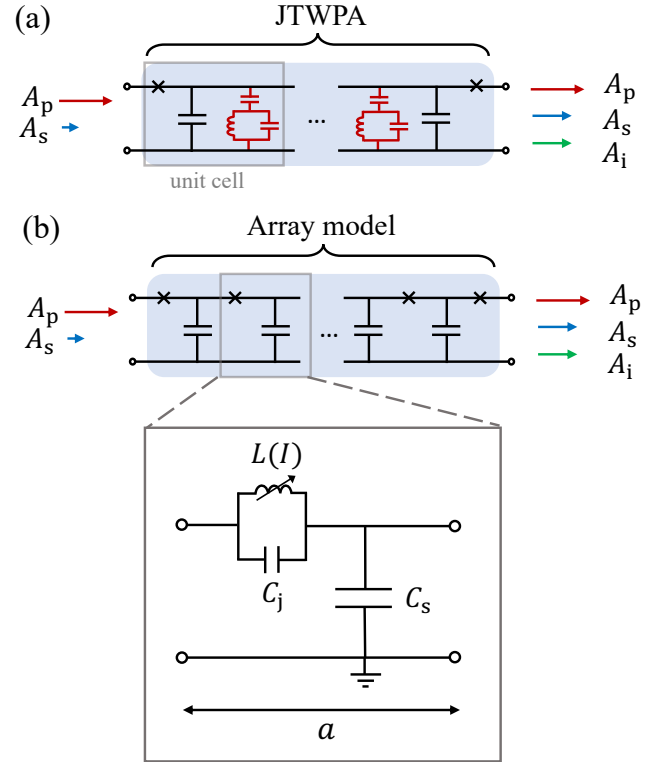 (a)
JTWPA
A_p
A_s
...
A_p
A_s
A_i
unit cell
(b)
Array model
A_p
A_s
...
A_p
A_s
A_i
L(I)
C_j
C_s
a